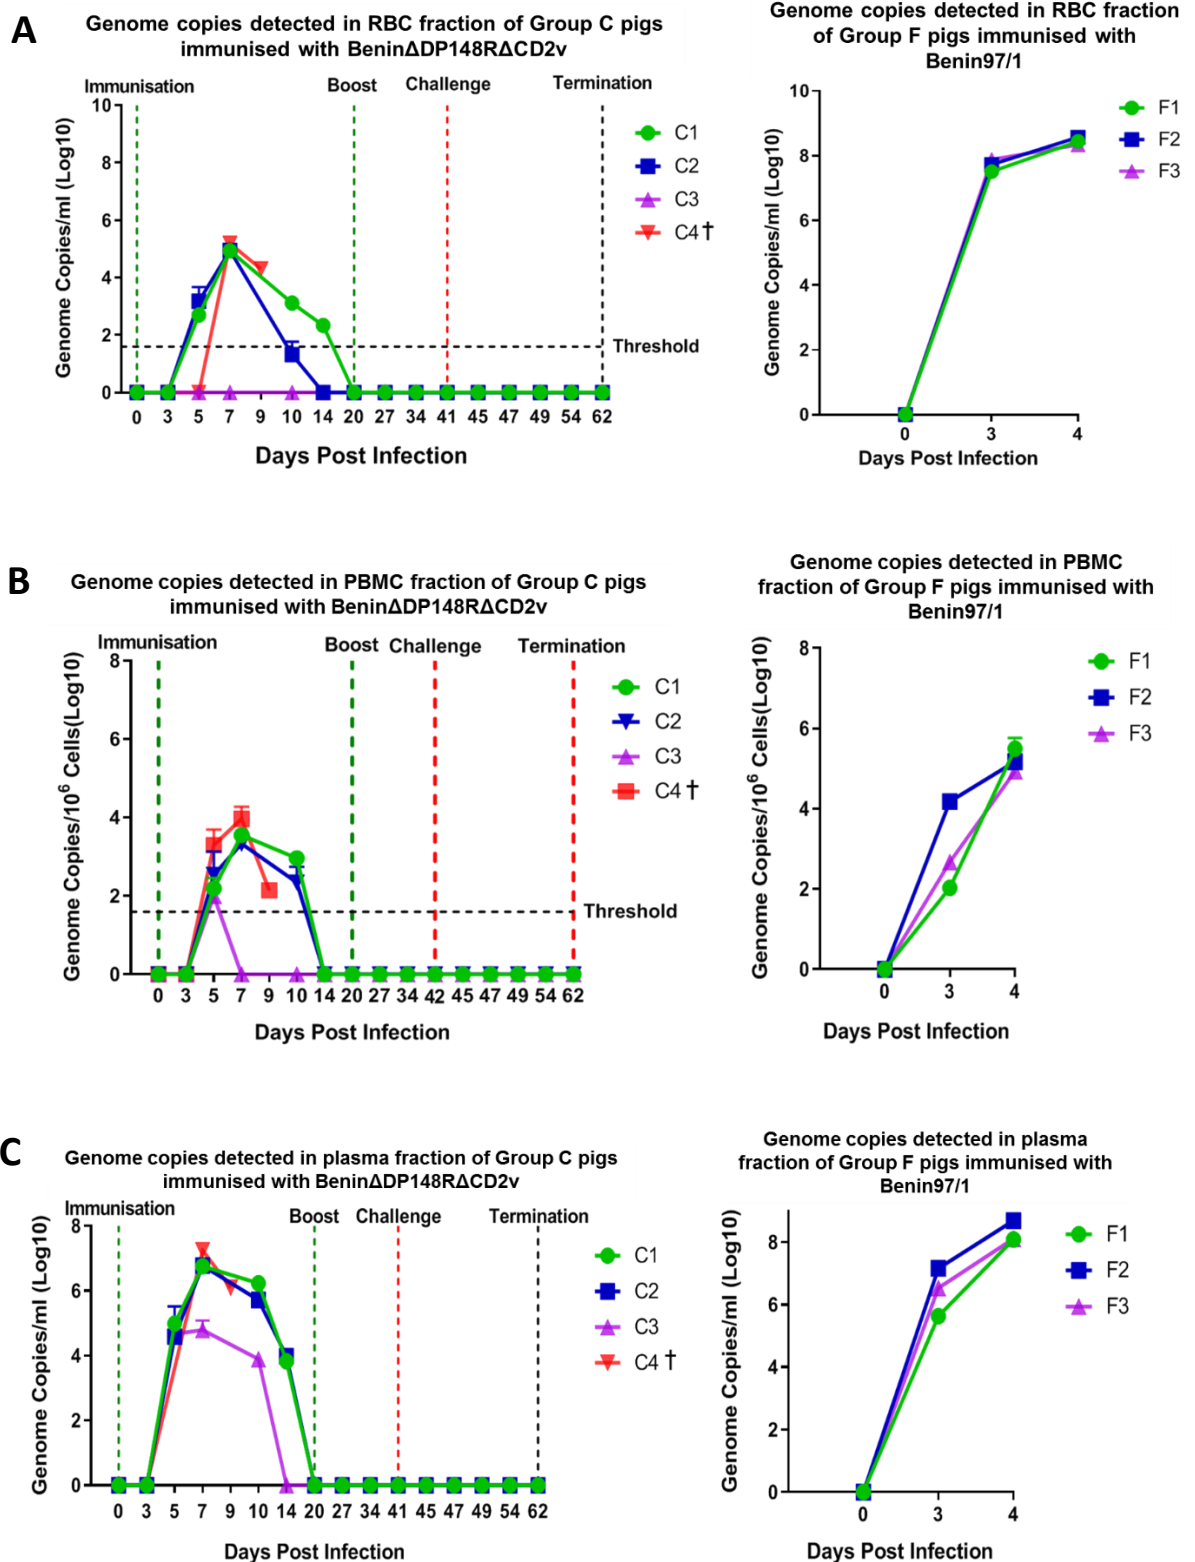 A
Genome copies detected in RBC fraction of Group C pigs
immunised with BeninΔDP148RΔCD2v
Immunisation
Boost
Challenge
Termination
Genome Copies/ml (Log10)
10
8
6
4
2
0
Threshold
0 3 5 7 9 10 14 20 27 34 41 45 47 49 54 62
Days Post Infection
C1
C2
C3
C4†
Genome copies detected in RBC fraction
of Group F pigs immunised with
Benin97/1
Genome Copies/ml (Log10)
10
8
6
4
2
0
0 3 4
Days Post Infection
F1
F2
F3
B
Genome copies detected in PBMC fraction of Group C pigs
immunised with BeninΔDP148RΔCD2v
Immunisation
Boost
Challenge
Termination
Genome Copies/10⁶ Cells(Log10)
8
6
4
2
0
Threshold
0 3 5 7 9 10 14 20 27 34 42 45 47 49 54 62
Days Post Infection
C1
C2
C3
C4†
Genome copies detected in PBMC
fraction of Group F pigs immunised with
Benin97/1
Genome Copies/10⁶ Cells(Log10)
8
6
4
2
0
0 3 4
Days Post Infection
F1
F2
F3
C
Genome copies detected in plasma fraction of Group C pigs
immunised with BeninΔDP148RΔCD2v
Immunisation
Boost
Challenge
Termination
Genome Copies/ml (Log10)
8
6
4
2
0
0 3 5 7 9 10 14 20 27 34 41 45 47 49 54 62
Days Post Infection
C1
C2
C3
C4†
Genome copies detected in plasma
fraction of Group F pigs immunised with
Benin97/1
Genome Copies/ml (Log10)
8
6
4
2
0
0 3 4
Days Post Infection
F1
F2
F3